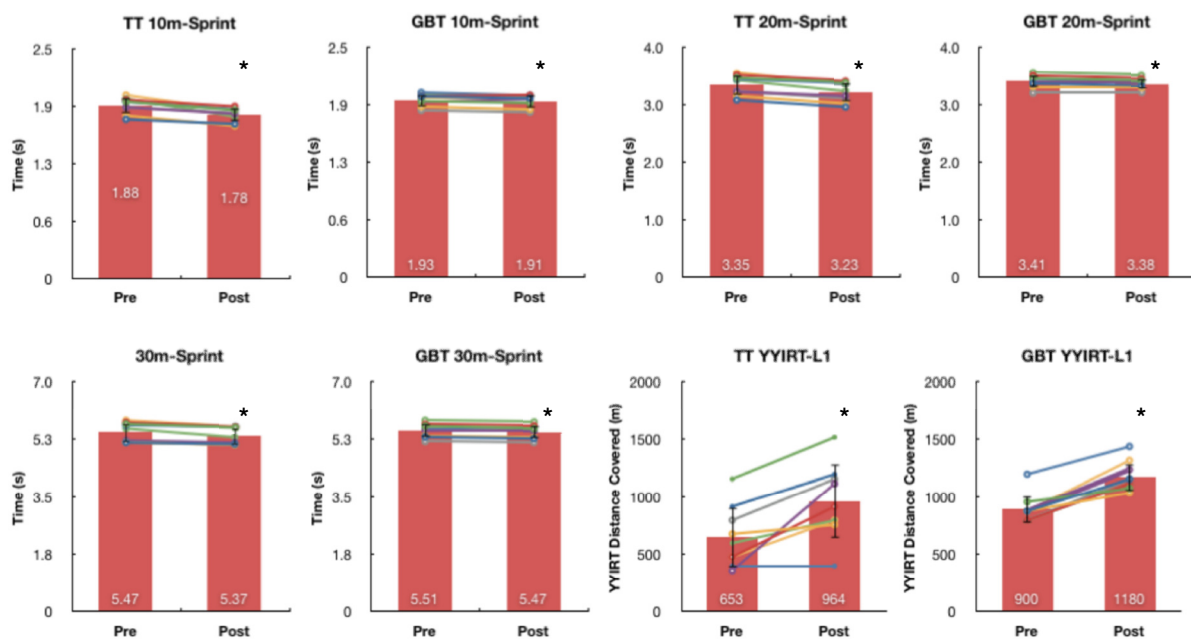 TT 10m-Sprint
2.5
1.9
1.3
0.6
0
Time (s)
*
1.88
1.78
Pre
Post
GBT 10m-Sprint
2.5
1.9
1.3
0.6
0
Time (s)
*
1.93
1.91
Pre
Post
TT 20m-Sprint
4.0
3.0
2.0
1.0
0
Time (s)
*
3.35
3.23
Pre
Post
GBT 20m-Sprint
4.0
3.0
2.0
1.0
0
Time (s)
*
3.41
3.38
Pre
Post
30m-Sprint
7.0
5.3
3.5
1.8
0
Time (s)
*
5.47
5.37
Pre
Post
GBT 30m-Sprint
7.0
5.3
3.5
1.8
0
Time (s)
*
5.51
5.47
Pre
Post
TT YYIRT-L1
2000
1500
1000
500
0
YYIRT Distance Covered (m)
*
653
964
Pre
Post
GBT YYIRT-L1
2000
1500
1000
500
0
YYIRT Distance Covered (m)
*
900
1180
Pre
Post